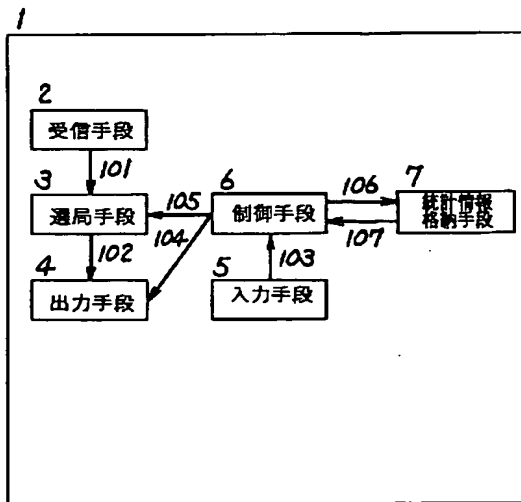 1
2
受信手段
101
3
選局手段
102
4
出力手段
105
104
6
制御手段
103
5
入力手段
106
107
7
統計情報
格納手段